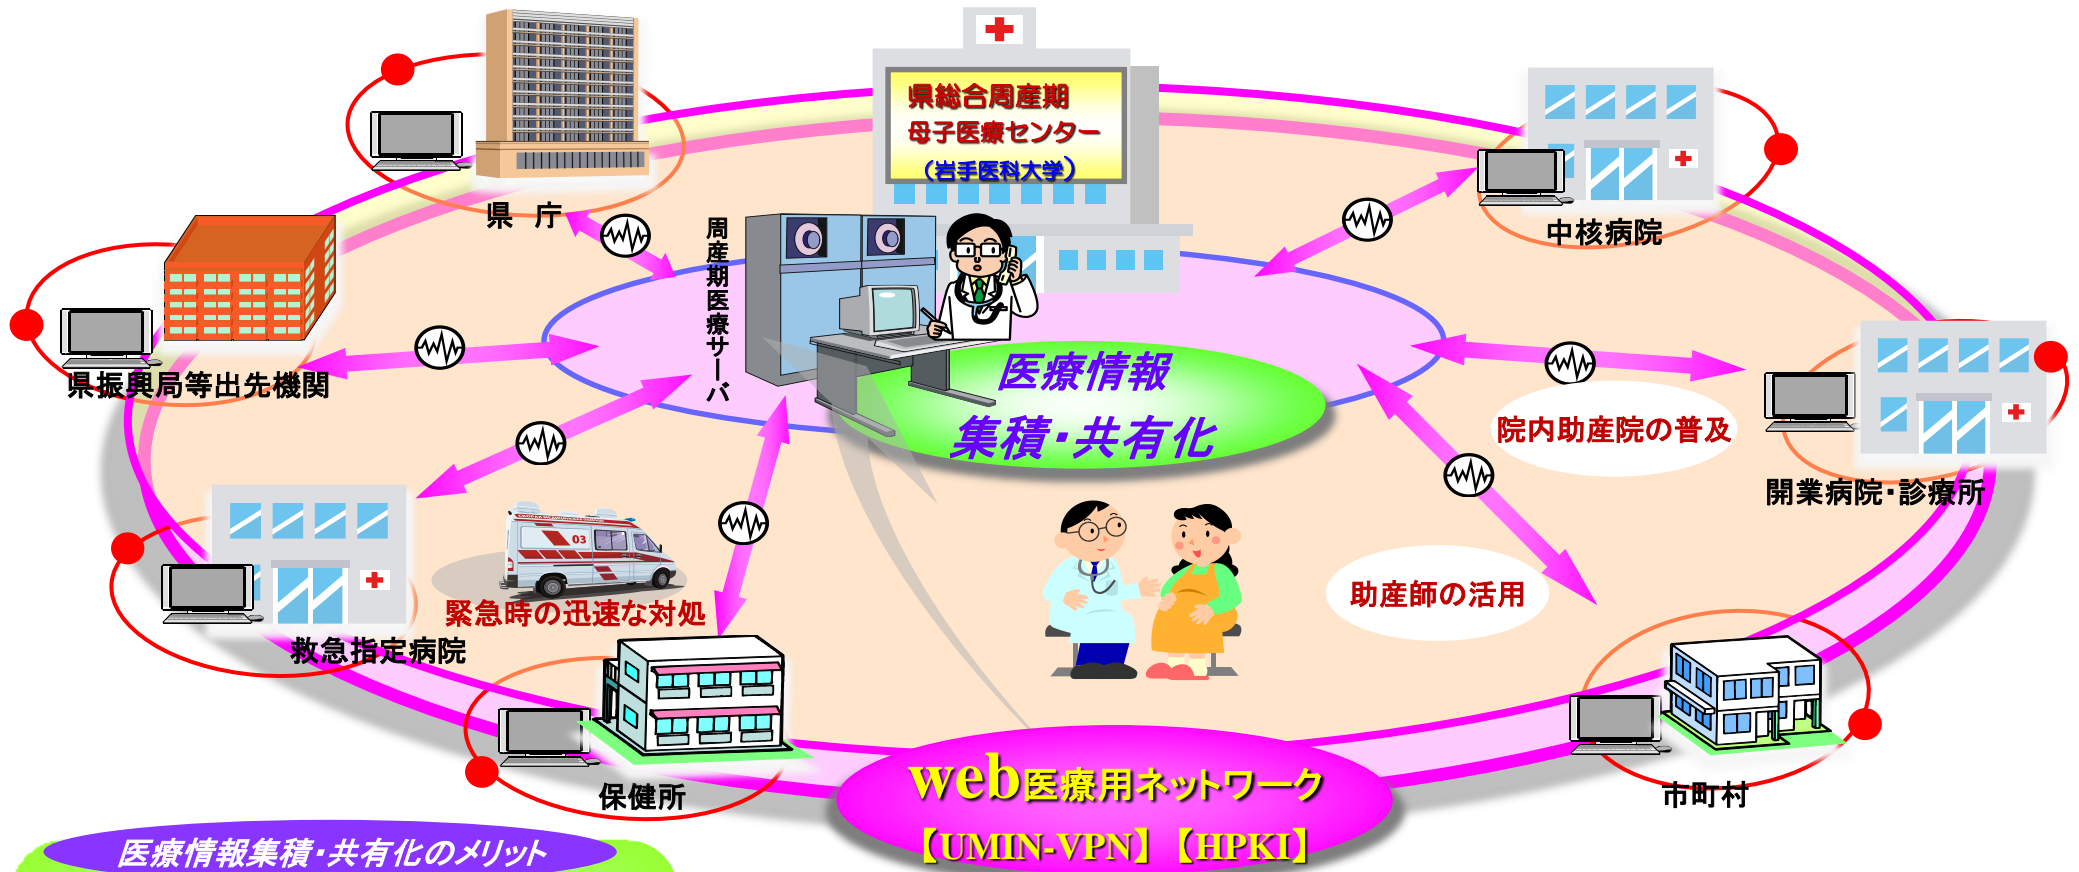 県総合周産期
母子医療センター
（岩手医科大学）
県 庁
中核病院
周産期医療サーバ
県振興局等出先機関
医療情報
集積・共有化
院内助産院の普及
開業病院・診療所
03
緊急時の迅速な対処
助産師の活用
救急指定病院
保健所
市町村
web医療用ネットワーク
【UMIN-VPN】【HPKI】
医療情報集積・共有化のメリット